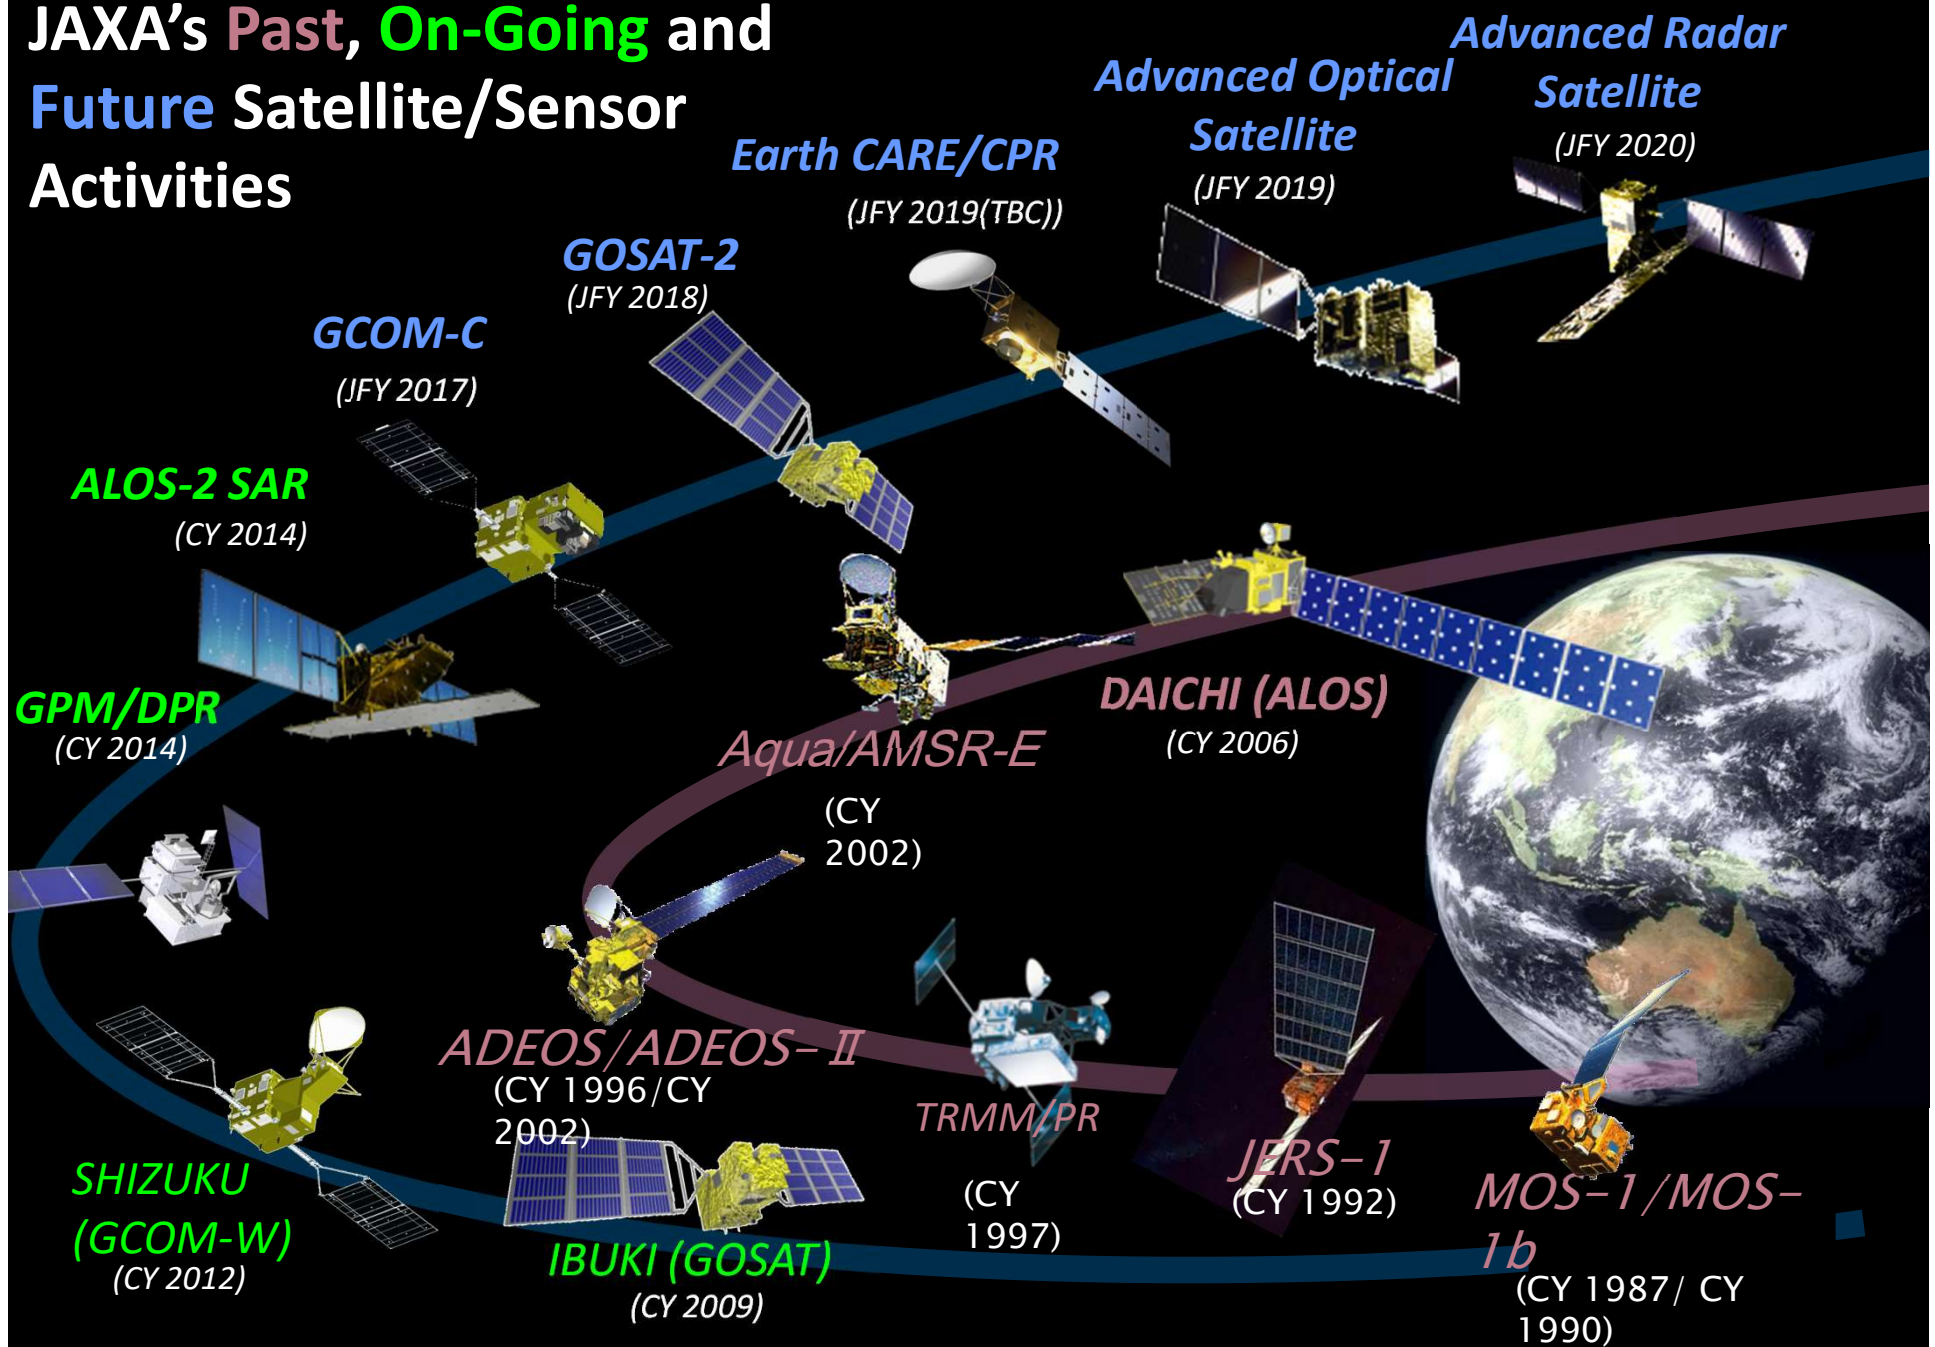 JAXA’s Past, On-Going and
Future Satellite/Sensor
Activities
Advanced Radar
Satellite
(JFY 2020)
Advanced Optical
Satellite
(JFY 2019)
Earth CARE/CPR
(JFY 2019(TBC))
GOSAT-2
(JFY 2018)
GCOM-C
(JFY 2017)
ALOS-2 SAR
(CY 2014)
GPM/DPR
(CY 2014)
DAICHI (ALOS)
(CY 2006)
Aqua/AMSR-E
(CY
2002)
ADEOS/ADEOS-Ⅱ
(CY 1996/CY
2002)
TRMM/PR
(CY
1997)
JERS-1
(CY 1992)
MOS-1/MOS-
1b
(CY 1987/ CY
1990)
SHIZUKU
(GCOM-W)
(CY 2012)
IBUKI (GOSAT)
(CY 2009)